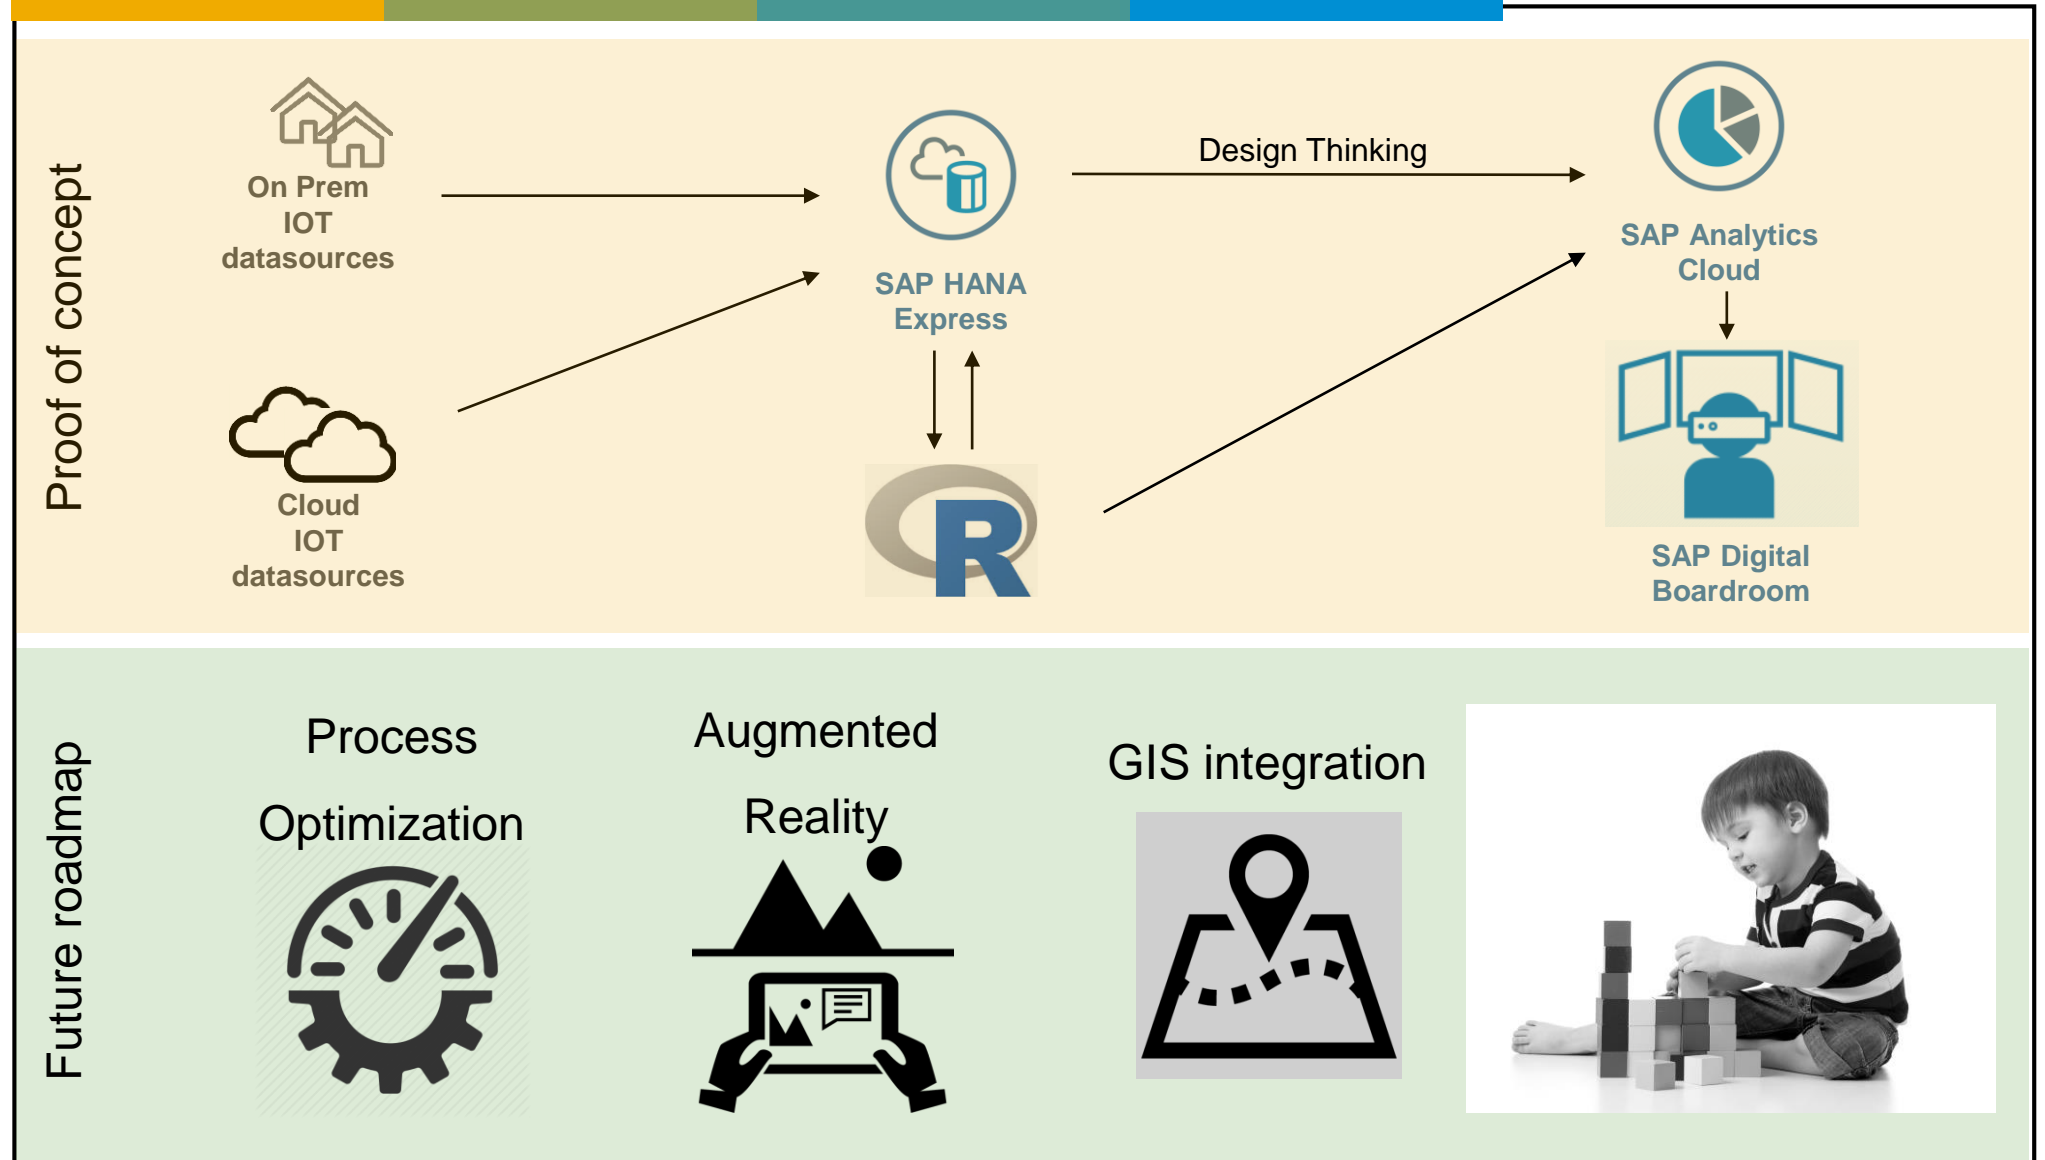 Proof of concept
On Prem
IOT
datasources
Cloud
IOT
datasources
SAP HANA
Express
R
Design Thinking
SAP Analytics
Cloud
SAP Digital
Boardroom
Future roadmap
Process
Optimization
Augmented
Reality
GIS integration